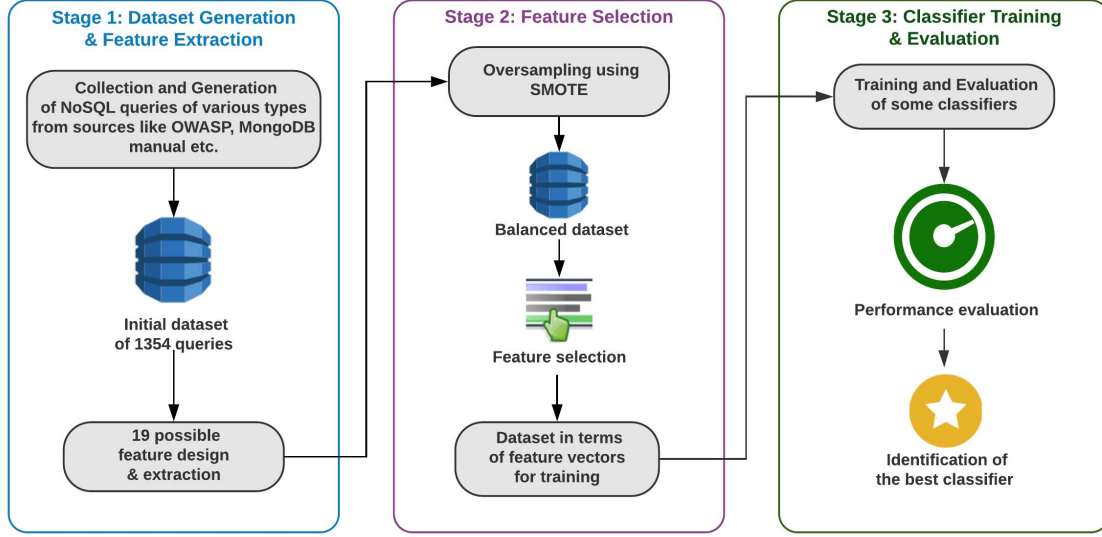 Stage 1: Dataset Generation
& Feature Extraction
Collection and Generation
of NoSQL queries of various types
from sources like OWASP, MongoDB
manual etc.
Initial dataset
of 1354 queries
19 possible
feature design
& extraction
Stage 2: Feature Selection
Oversampling using
SMOTE
Balanced dataset
Feature selection
Dataset in terms
of feature vectors
for training
Stage 3: Classifier Training
& Evaluation
Training and Evaluation
of some classifiers
Performance evaluation
Identification of
the best classifier